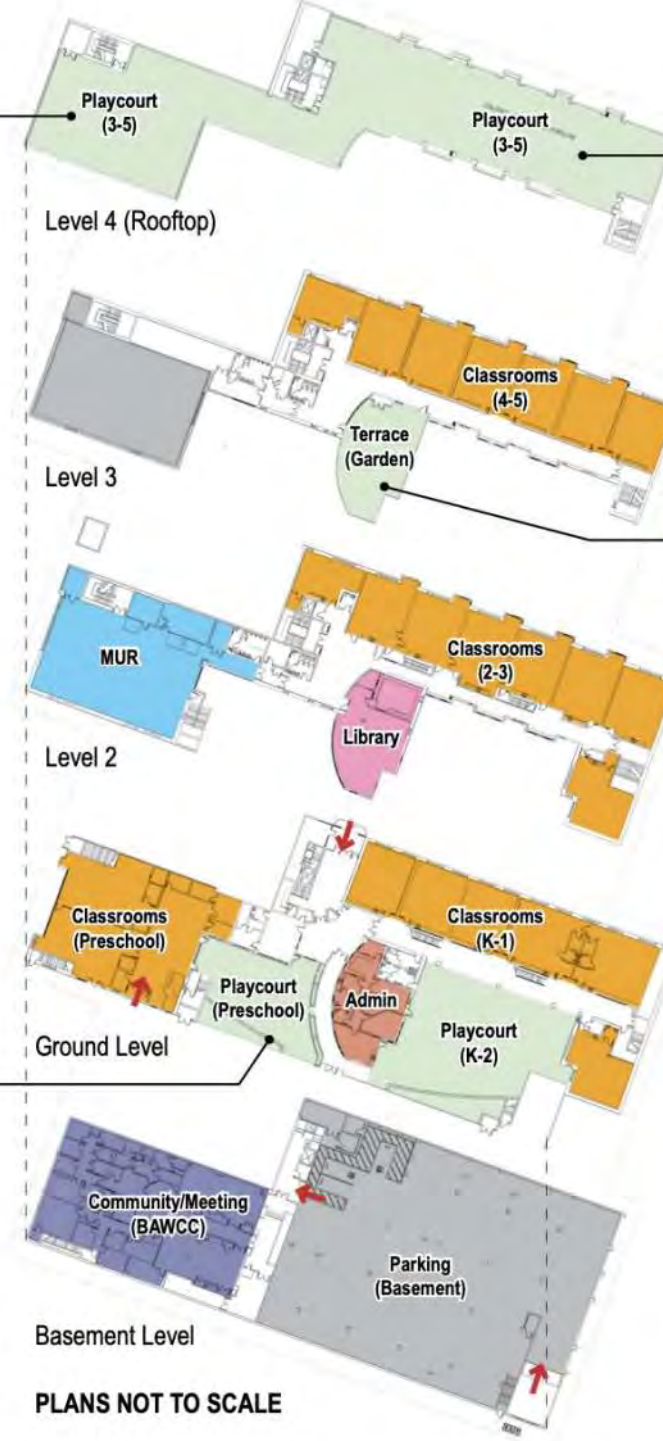 Playcourt
(3-5)
Playcourt
(3-5)
Level 4 (Rooftop)
Classrooms
(4-5)
Terrace
(Garden)
Level 3
MUR
Classrooms
(2-3)
Library
Level 2
Classrooms
(Preschool)
Classrooms
(K-1)
Playcourt
(Preschool)
Admin
Playcourt
(K-2)
Ground Level
Community/Meeting
(BAWCC)
Parking
(Basement)
Basement Level
PLANS NOT TO SCALE